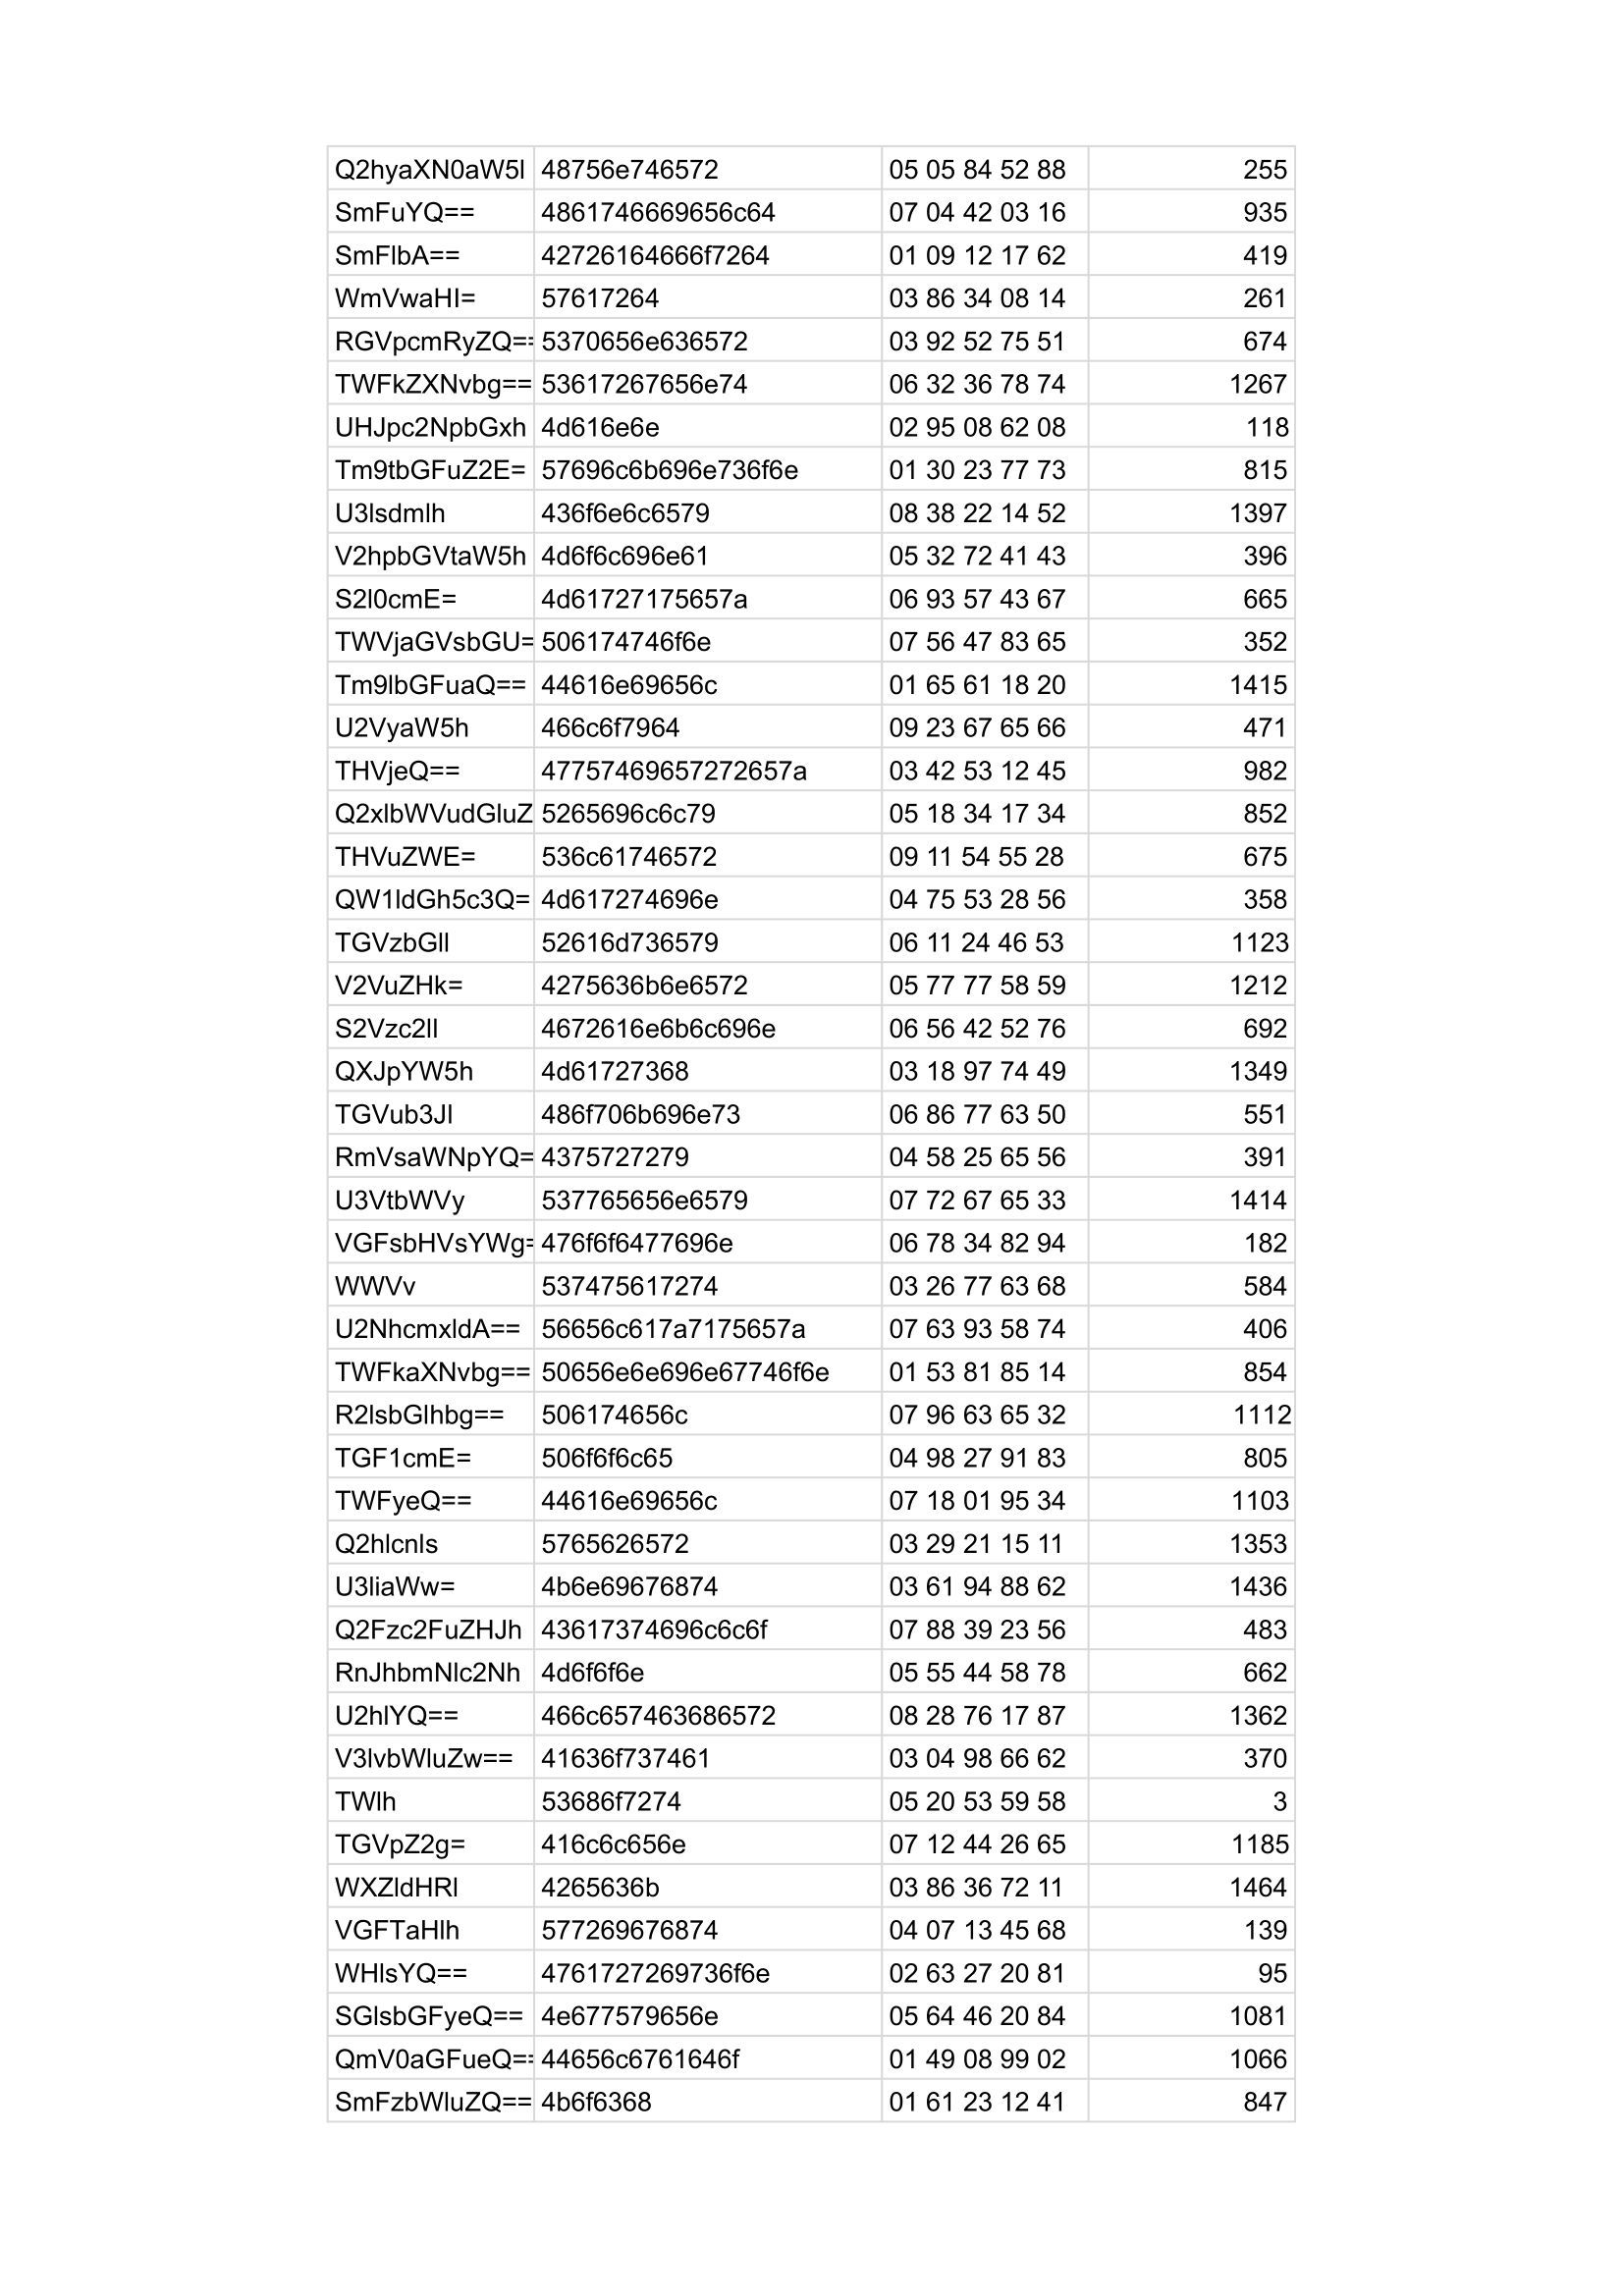 Q2hyaXN0aW5l 48756e746572 05 05 84 52 88 255
SmFuYQ== 4861746669656c64 07 04 42 03 16 935
SmFlbA== 42726164666f7264 01 09 12 17 62 419
WmVwaHI= 57617264 03 86 34 08 14 261
RGVpcmRyZQ== 5370656e636572 03 92 52 75 51 674
TWFkZXNvbg== 53617267656e74 06 32 36 78 74 1267
UHJpc2NpbGxh 4d616e6e 02 95 08 62 08 118
Tm9tbGFuZ2E= 57696c6b696e736f6e 01 30 23 77 73 815
U3lsdmlh 436f6e6c6579 08 38 22 14 52 1397
V2hpbGVtaW5h 4d6f6c696e61 05 32 72 41 43 396
S2l0cmE= 4d61727175657a 06 93 57 43 67 665
TWVjaGVsbGU= 506174746f6e 07 56 47 83 65 352
Tm9lbGFuaQ== 44616e69656c 01 65 61 18 20 1415
U2VyaW5h 466c6f7964 09 23 67 65 66 471
THVjeQ== 47757469657272657a 03 42 53 12 45 982
Q2xlbWVudGluZ 5265696c6c79 05 18 34 17 34 852
THVuZWE= 536c61746572 09 11 54 55 28 675
QW1ldGh5c3Q= 4d617274696e 04 75 53 28 56 358
TGVzbGll 52616d736579 06 11 24 46 53 1123
V2VuZHk= 4275636b6e6572 05 77 77 58 59 1212
S2Vzc2ll 4672616e6b6c696e 06 56 42 52 76 692
QXJpYW5h 4d61727368 03 18 97 74 49 1349
TGVub3Jl 486f706b696e73 06 86 77 63 50 551
RmVsaWNpYQ= 4375727279 04 58 25 65 56 391
U3VtbWVy 537765656e6579 07 72 67 65 33 1414
VGFsbHVsYWg= 476f6f6477696e 06 78 34 82 94 182
WWVv 537475617274 03 26 77 63 68 584
U2NhcmxldA== 56656c617a7175657a 07 63 93 58 74 406
TWFkaXNvbg== 50656e6e696e67746f6e 01 53 81 85 14 854
R2lsbGlhbg== 506174656c 07 96 63 65 32 1112
TGF1cmE= 506f6f6c65 04 98 27 91 83 805
TWFyeQ== 44616e69656c 07 18 01 95 34 1103
Q2hlcnls 5765626572 03 29 21 15 11 1353
U3liaWw= 4b6e69676874 03 61 94 88 62 1436
Q2Fzc2FuZHJh 43617374696c6c6f 07 88 39 23 56 483
RnJhbmNlc2Nh 4d6f6f6e 05 55 44 58 78 662
U2hlYQ== 466c657463686572 08 28 76 17 87 1362
V3lvbWluZw== 41636f737461 03 04 98 66 62 370
TWlh 53686f7274 05 20 53 59 58 3
TGVpZ2g= 416c6c656e 07 12 44 26 65 1185
WXZldHRl 4265636b 03 86 36 72 11 1464
VGFTaHlh 577269676874 04 07 13 45 68 139
WHlsYQ== 4761727269736f6e 02 63 27 20 81 95
SGlsbGFyeQ== 4e677579656e 05 64 46 20 84 1081
QmV0aGFueQ== 44656c6761646f 01 49 08 99 02 1066
SmFzbWluZQ== 4b6f6368 01 61 23 12 41 847